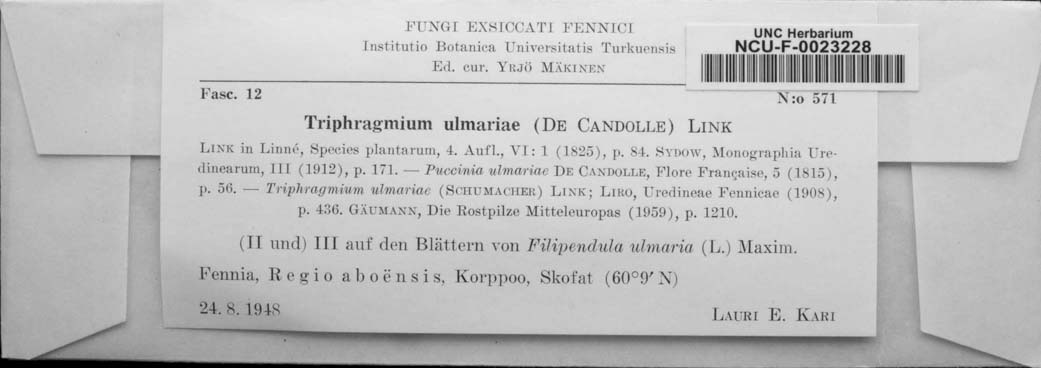 FUNGI EXSICCATI FENNICI
Institutio Botanica Universitatis Turkuensis
Ed. cur. YRJÖ MÄKINEN
UNC Herbarium
NCU-F-0023228
Fasc. 12
N:o 571
Triphragmium ulmariae (DE CANDOLLE) LINK
LINK in Linné, Species plantarum, 4. Aufl., VI: 1 (1825), p. 84. SYDOW, Monographia Ure-
dinearum, III (1912), p. 171. — Puccinia ulmariae DE CANDOLLE, Flore Française, 5 (1815),
p. 56. — Triphragmium ulmariae (SCHUMACHER) LINK; LIRO, Uredineae Fennicae (1908),
p. 436. GÄUMANN, Die Rostpilze Mitteleuropas (1959), p. 1210.
(II und) III auf den Blättern von Filipendula ulmaria (L.) Maxim.
Fennia, Regio aboënsis, Korppoo, Skofat (60°9′ N)
24. 8. 1948
LAURI E. KARI